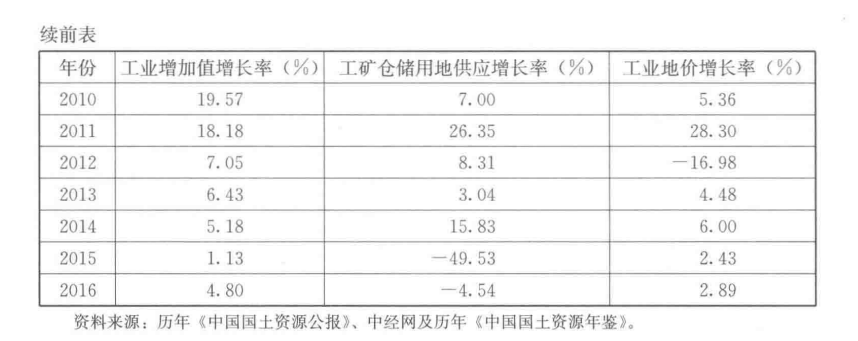 续前表
年份 工业增加值增长率（%） 工矿仓储用地供应增长率（%） 工业地价增长率（%）
2010 19.57 7.00 5.36
2011 18.18 26.35 28.30
2012 7.05 8.31 －16.98
2013 6.43 3.04 4.48
2014 5.18 15.83 6.00
2015 1.13 －49.53 2.43
2016 4.80 －4.54 2.89
资料来源：历年《中国国土资源公报》、中经网及历年《中国国土资源年鉴》。